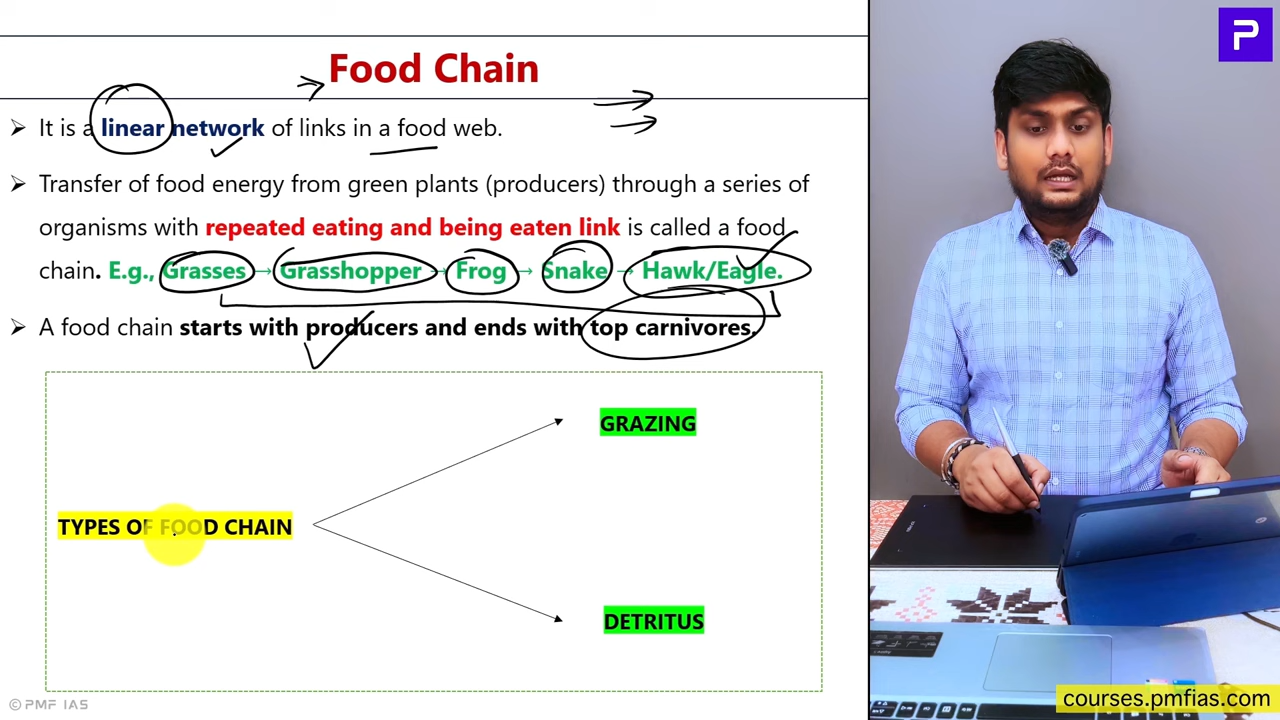 Food Chain
➢ It is a linear network of links in a food web.
➢ Transfer of food energy from green plants (producers) through a series of
organisms with repeated eating and being eaten link is called a food
chain. E.g., Grasses → Grasshopper → Frog → Snake → Hawk/Eagle.
➢ A food chain starts with producers and ends with top carnivores.
GRAZING
TYPES OF FOOD CHAIN
DETRITUS
© PMF IAS
P
courses.pmfias.com